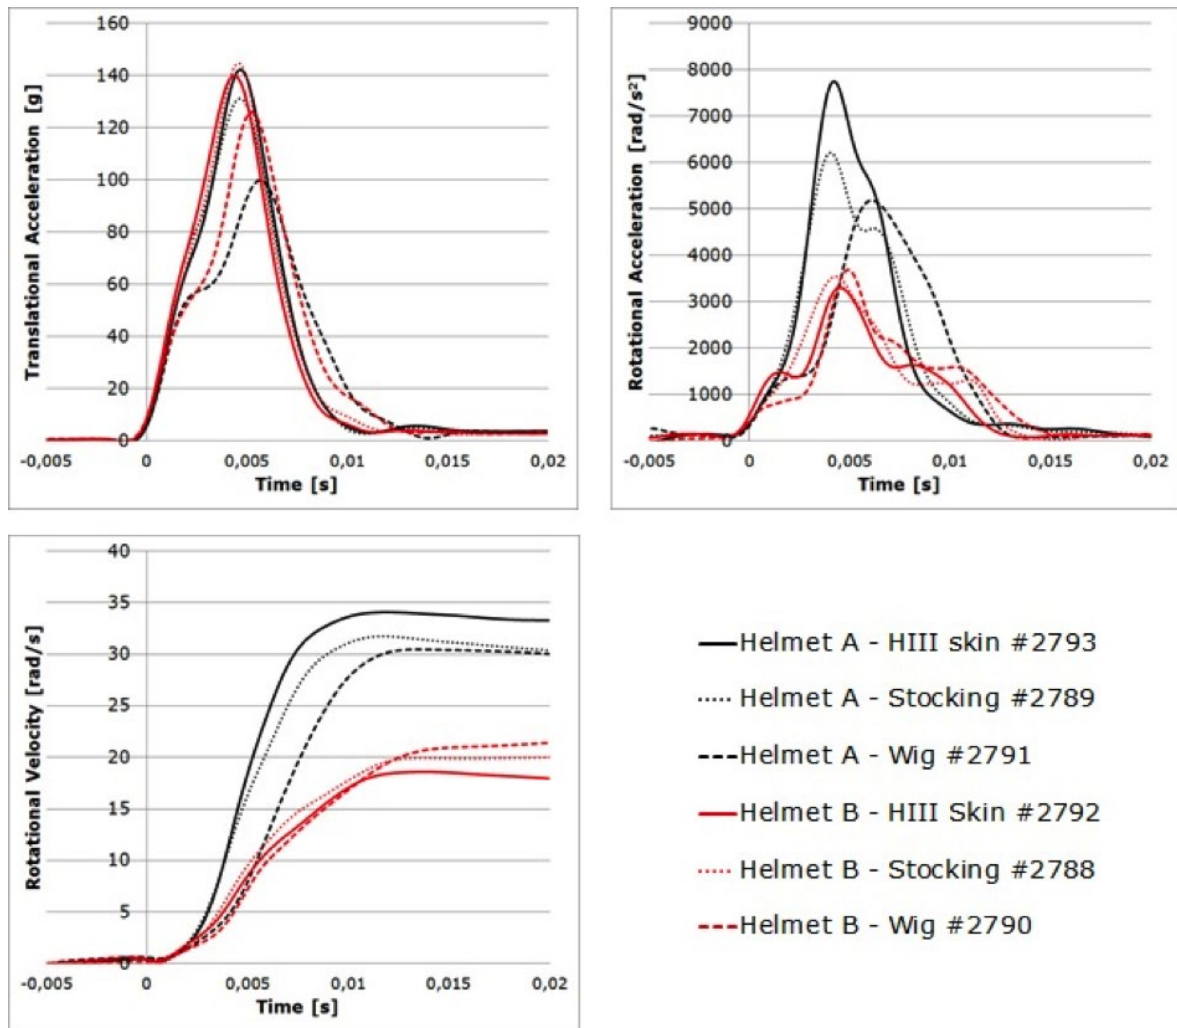 160
140
120
100
80
60
40
20
0
Translational Acceleration [g]
-0,005 0 0,005 0,01 0,015 0,02
Time [s]
9000
8000
7000
6000
5000
4000
3000
2000
1000
0
Rotational Acceleration [rad/s²]
-0,005 0 0,005 0,01 0,015 0,02
Time [s]
40
35
30
25
20
15
10
5
0
Rotational Velocity [rad/s]
-0,005 0 0,005 0,01 0,015 0,02
Time [s]
Helmet A - HIII skin #2793
Helmet A - Stocking #2789
Helmet A - Wig #2791
Helmet B - HIII Skin #2792
Helmet B - Stocking #2788
Helmet B - Wig #2790